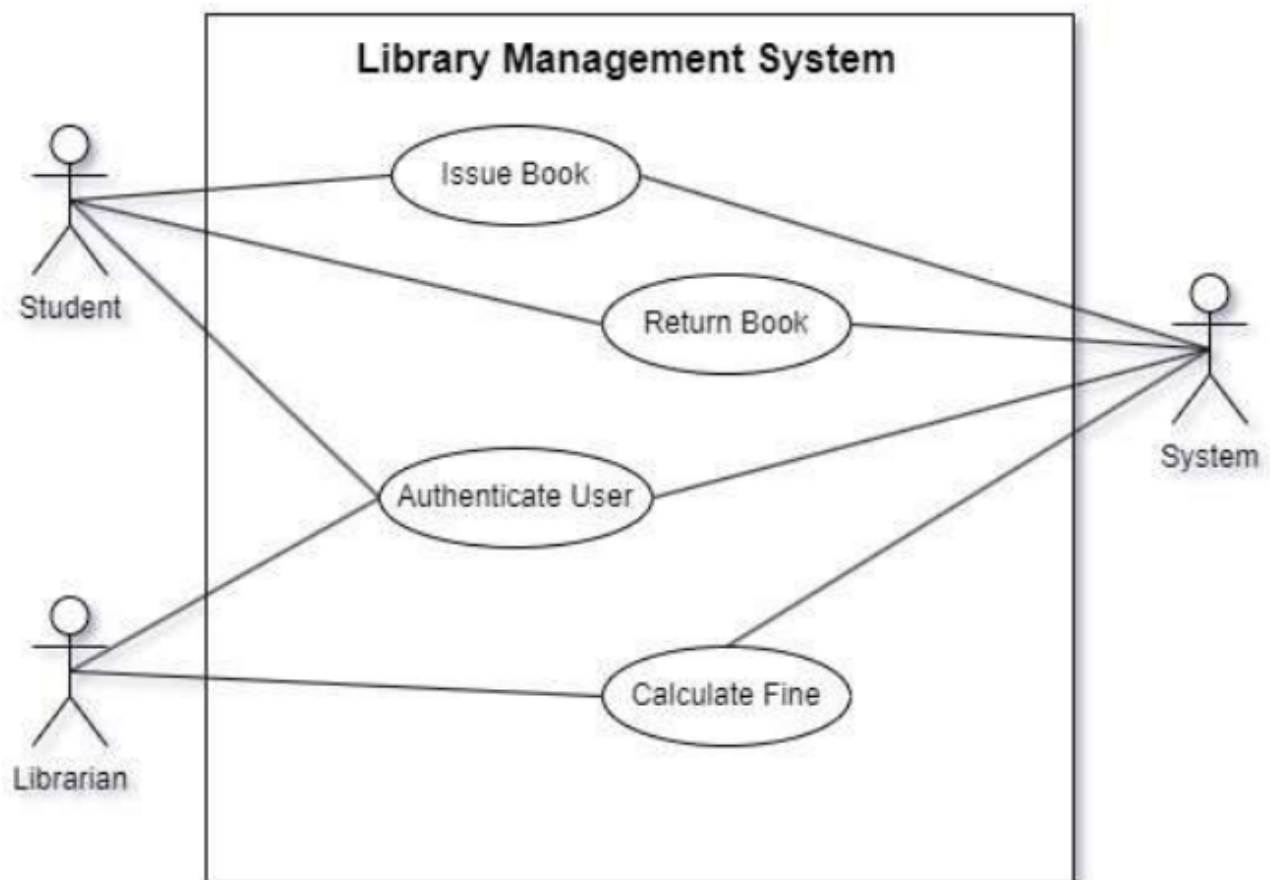 Library Management System
Issue Book
Student
Return Book
System
Authenticate User
Calculate Fine
Librarian